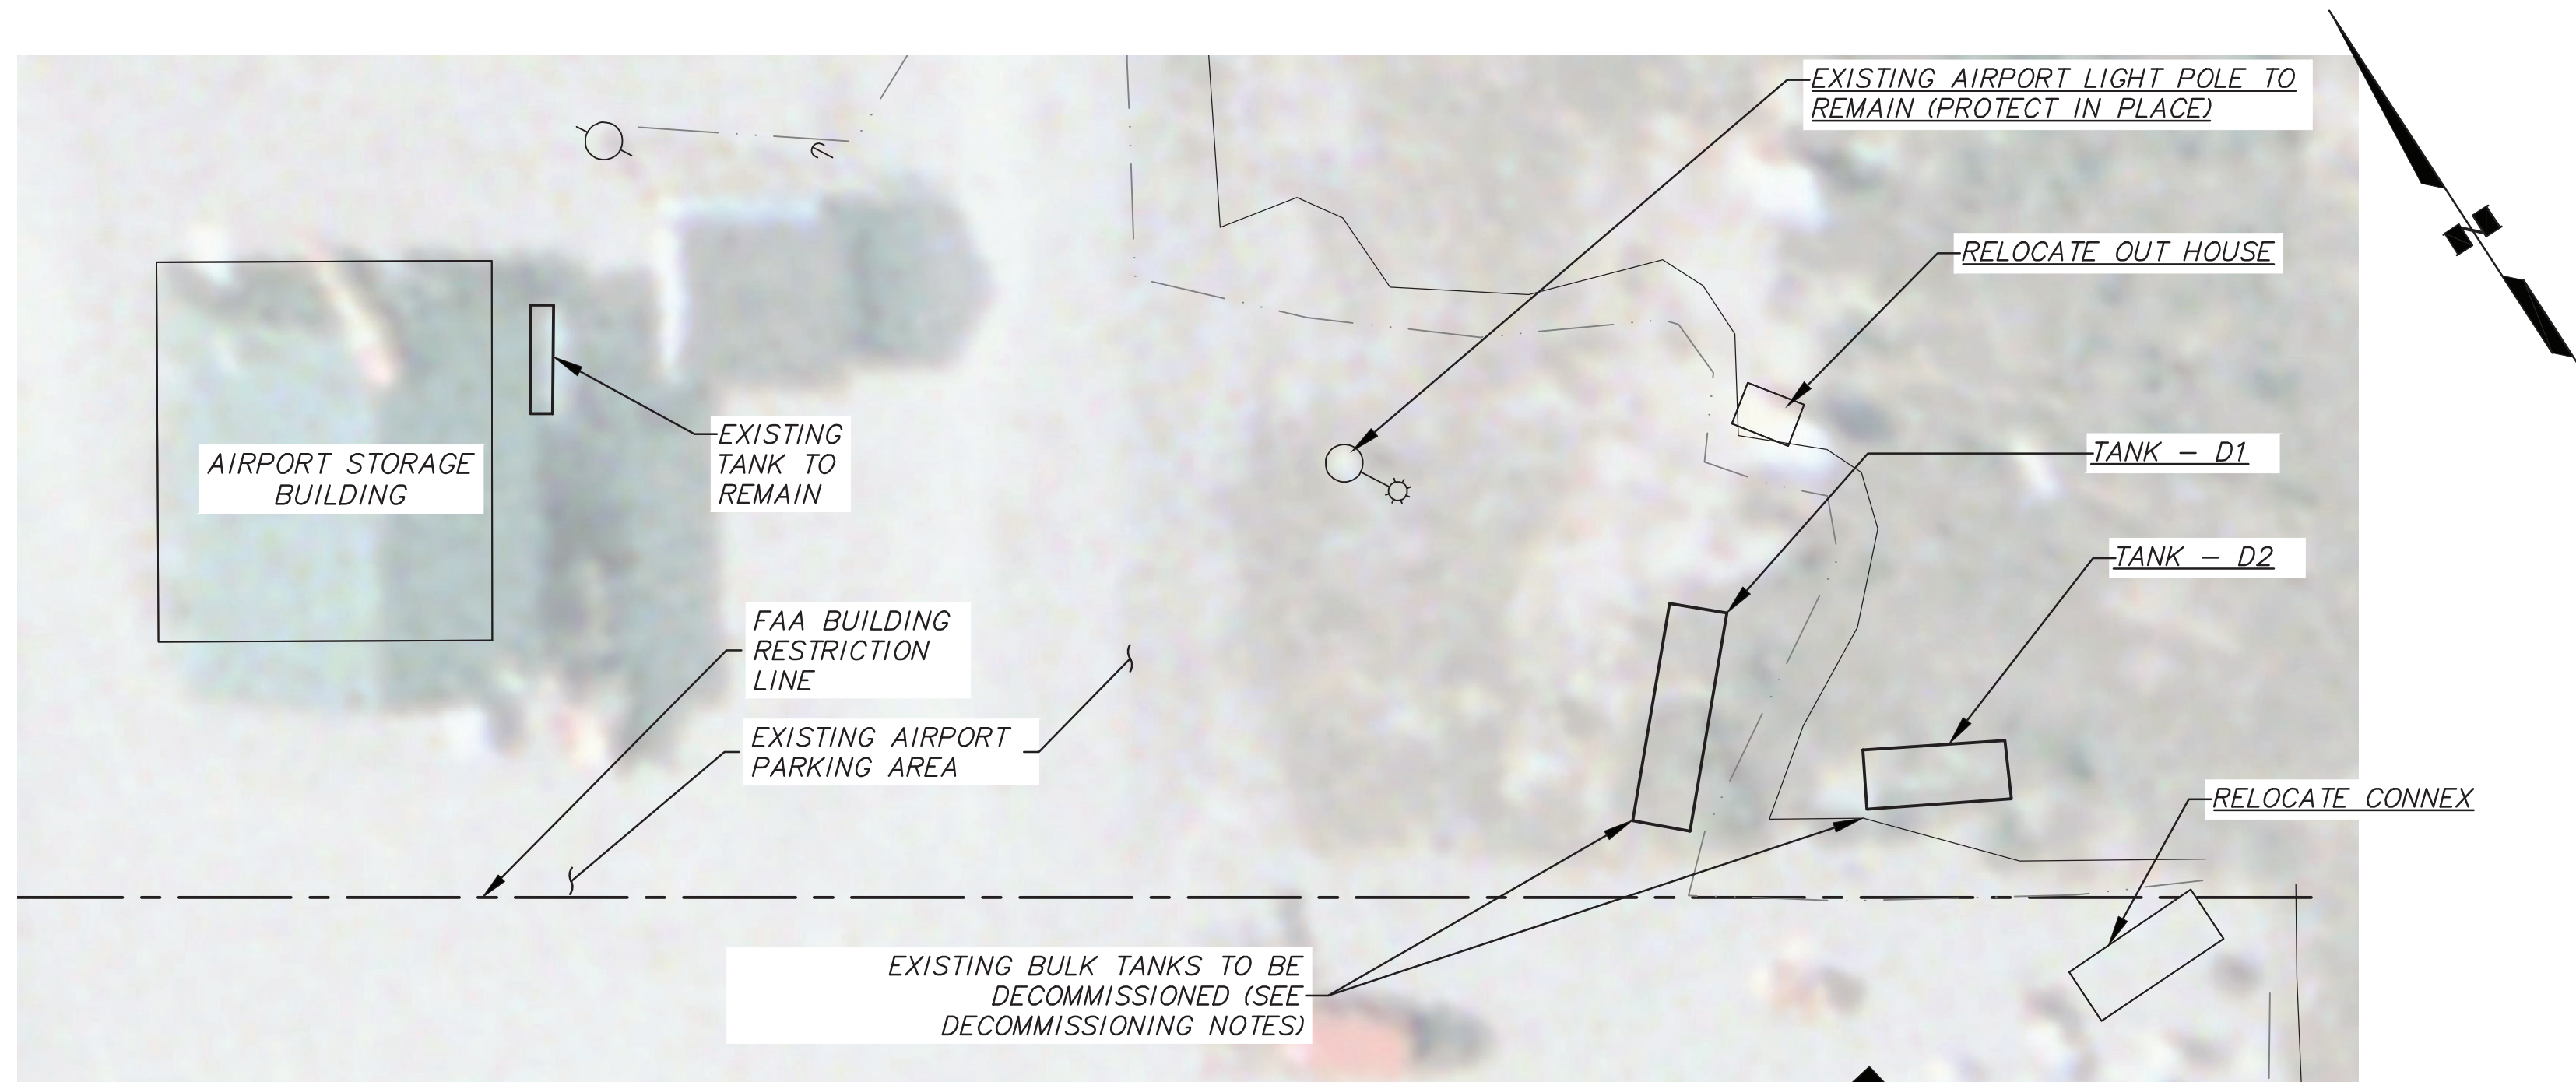 EXISTING AIRPORT LIGHT POLE TO
REMAIN (PROTECT IN PLACE)
N
RELOCATE OUT HOUSE
EXISTING
TANK TO
REMAIN
AIRPORT STORAGE
BUILDING
TANK – D1
TANK – D2
FAA BUILDING
RESTRICTION
LINE
EXISTING AIRPORT
PARKING AREA
RELOCATE CONNEX
EXISTING BULK TANKS TO BE
DECOMMISSIONED (SEE
DECOMMISSIONING NOTES)